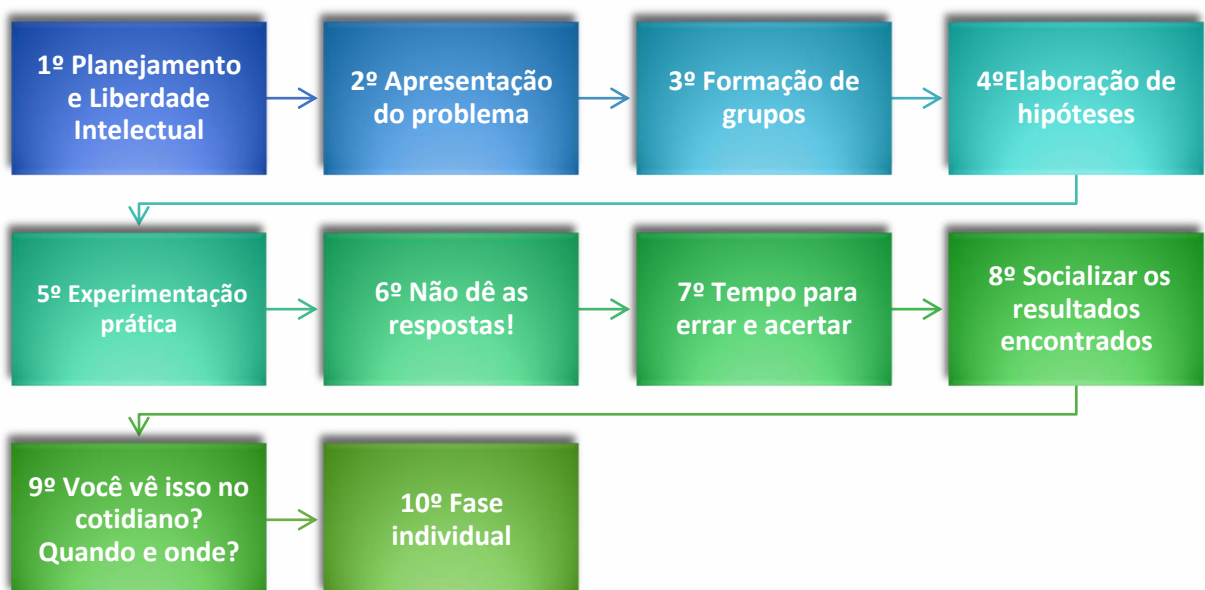 1º Planejamento
e Liberdade
Intelectual
2º Apresentação
do problema
3º Formação de
grupos
4ºElaboração de
hipóteses
5º Experimentação
prática
6º Não dê as
respostas!
7º Tempo para
errar e acertar
8º Socializar os
resultados
encontrados
9º Você vê isso no
cotidiano?
Quando e onde?
10º Fase
individual